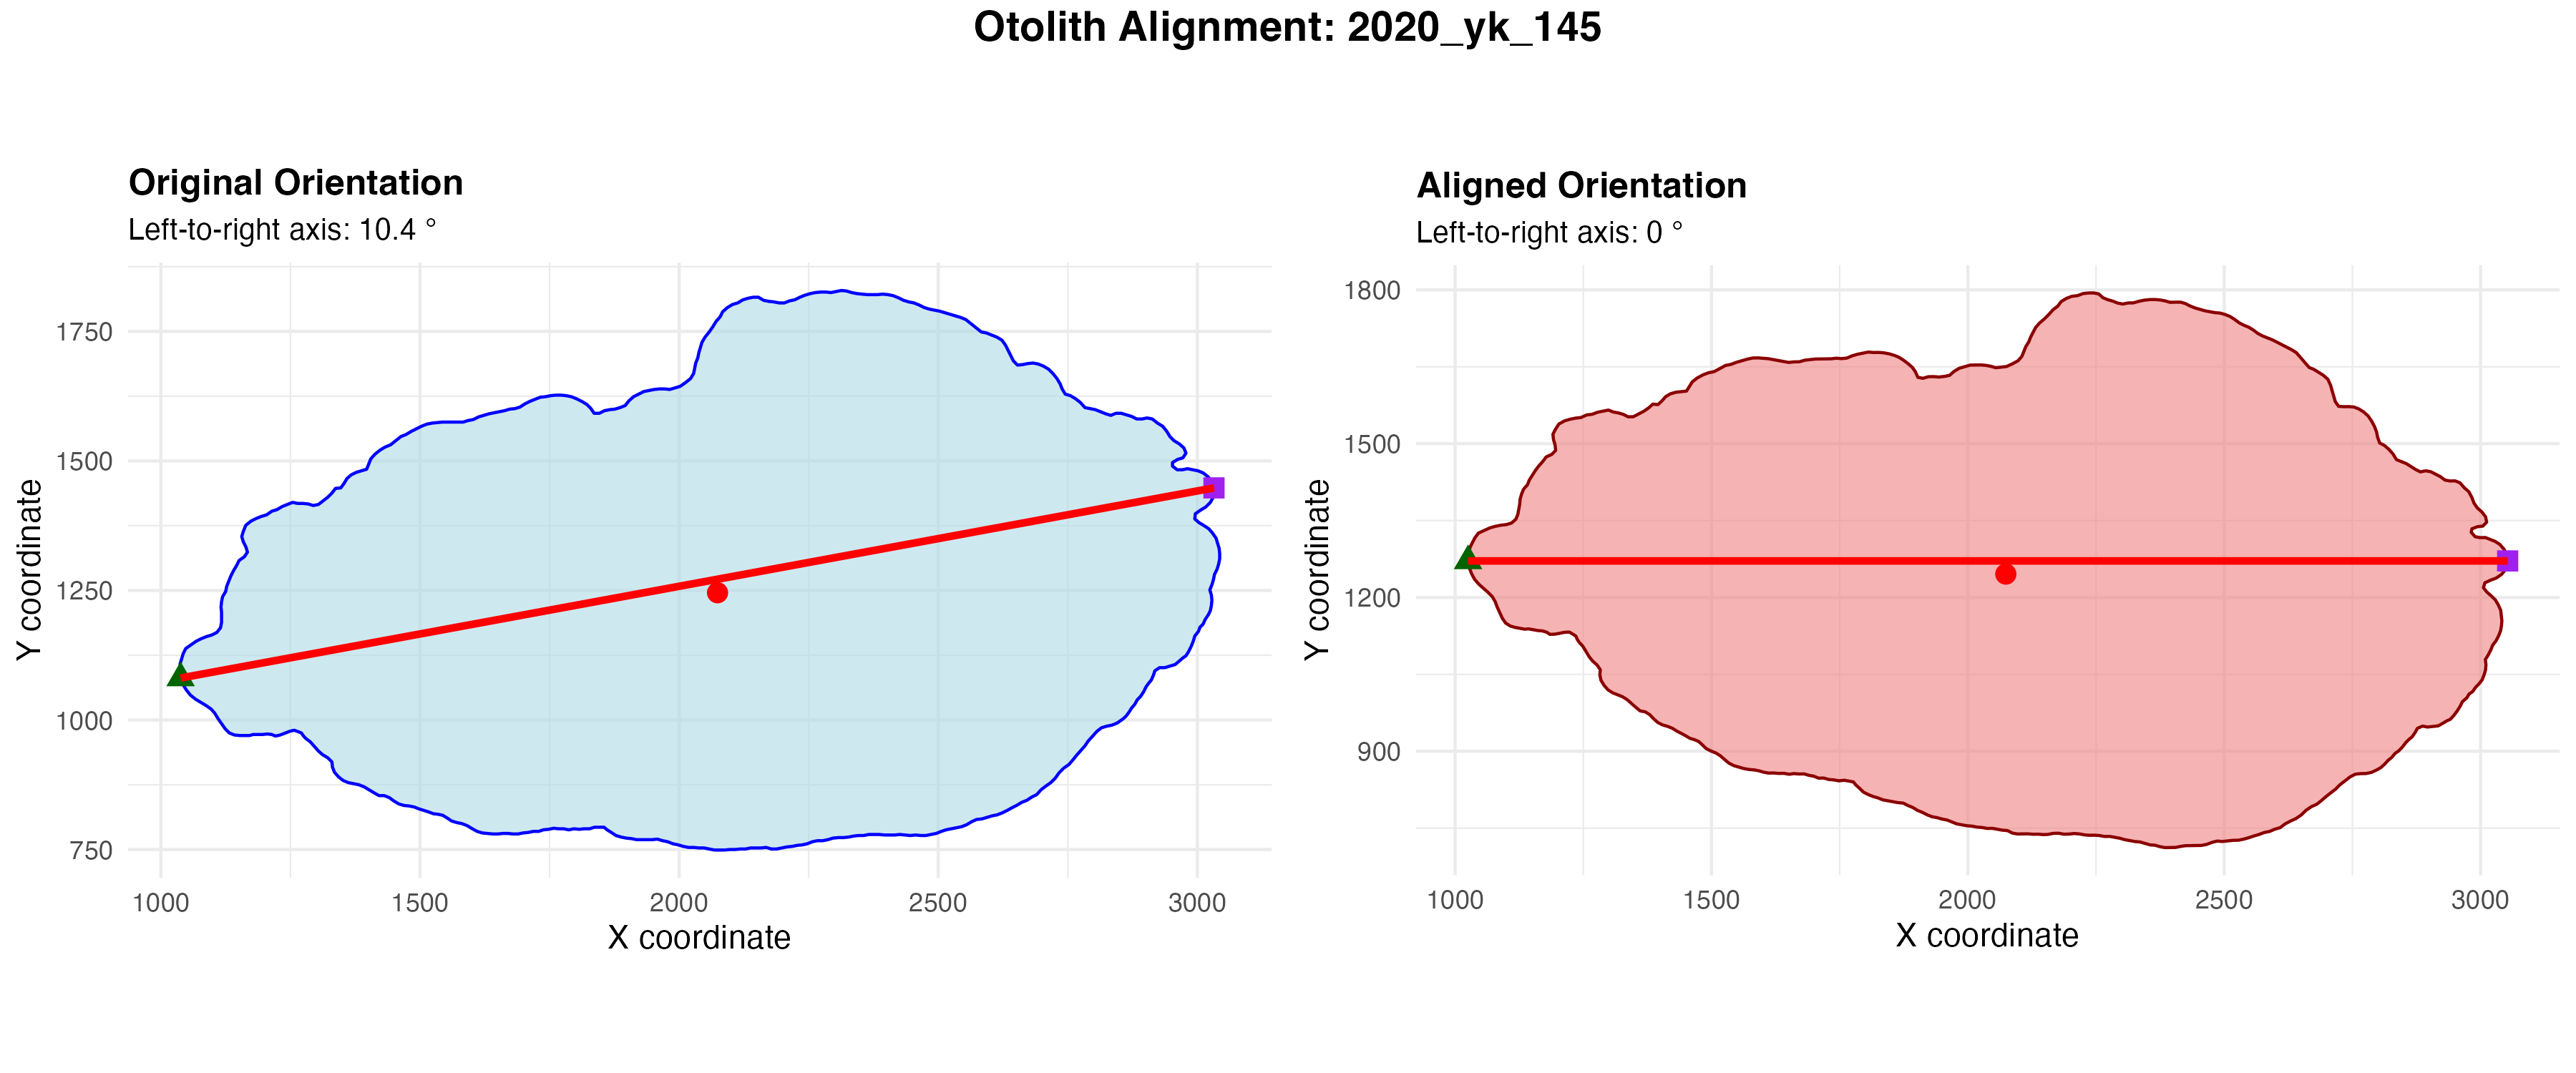 Otolith Alignment: 2020_yk_145
Original Orientation
Left-to-right axis: 10.4 °
1750
1500
1250
1000
750
Y coordinate
1000 1500 2000 2500 3000
X coordinate
Aligned Orientation
Left-to-right axis: 0 °
1800
1500
1200
900
Y coordinate
1000 1500 2000 2500 3000
X coordinate